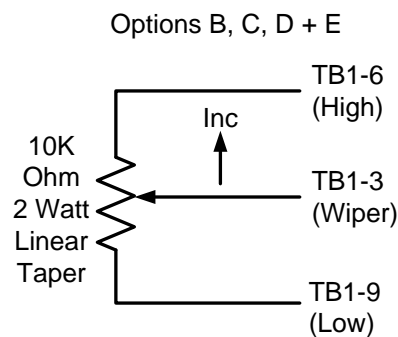 Options B, C, D + E
TB1-6
(High)
Inc
10K
Ohm
2 Watt
Linear
Taper
TB1-3
(Wiper)
TB1-9
(Low)